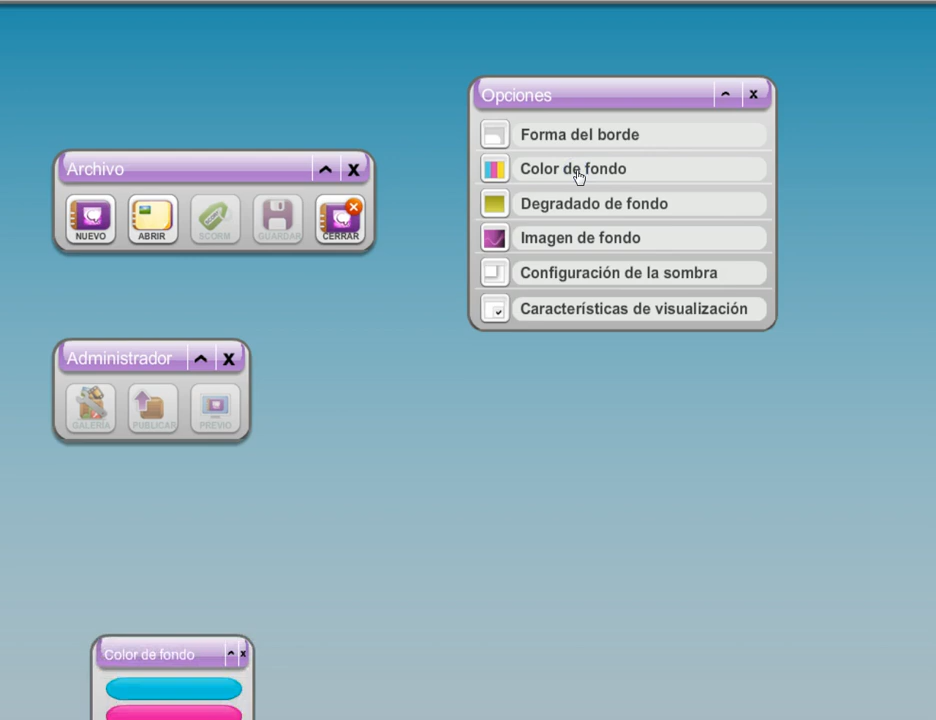 Opciones
Forma del borde
Color de fondo
Degradado de fondo
Imagen de fondo
Configuración de la sombra
Características de visualización
Archivo
NUEVO
ABRIR
SCORM
GUARDAR
CERRAR
Administrador
GALERÍA
PUBLICAR
PREVIO
Color de fondo